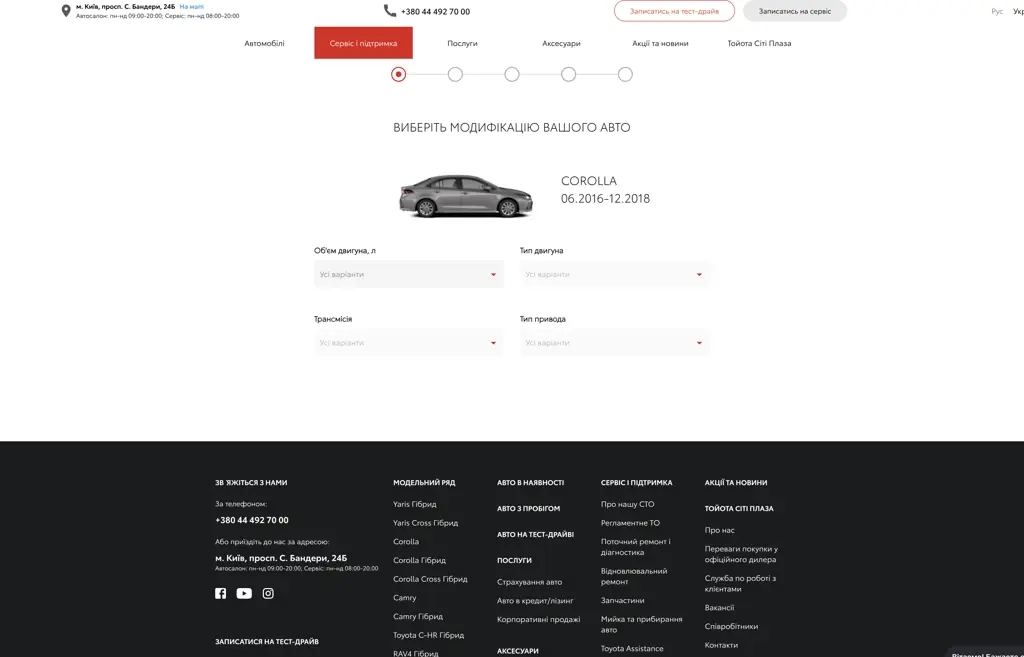 м. Київ, просп. С. Бандери, 24Б На мапі
Автосалон: пн-нд 09:00-20:00; Сервіс: пн-нд 08:00-20:00
+380 44 492 70 00
Записатись на тест-драйв
Записатись на сервіс
Рус Укр
Автомобілі
Сервіс і підтримка
Послуги
Аксесуари
Акції та новини
Тойота Сіті Плаза
ВИБЕРІТЬ МОДИФІКАЦІЮ ВАШОГО АВТО
COROLLA
06.2016-12.2018
Об'єм двигуна, л
Усі варіанти
Тип двигуна
Усі варіанти
Трансмісія
Усі варіанти
Тип привода
Усі варіанти
ЗВ`ЯЖІТЬСЯ З НАМИ
За телефоном:
+380 44 492 70 00
Або приїздіть до нас за адресою:
м. Київ, просп. С. Бандери, 24Б
Автосалон: пн-нд 09:00-20:00; Сервіс: пн-нд 08:00-20:00
ЗАПИСАТИСЯ НА ТЕСТ-ДРАЙВ
МОДЕЛЬНИЙ РЯД
Yaris Гібрид
Yaris Cross Гібрид
Corolla
Corolla Гібрид
Corolla Cross Гібрид
Camry
Camry Гібрид
Toyota C-HR Гібрид
RAV4 Гібрид
АВТО В НАЯВНОСТІ
АВТО З ПРОБІГОМ
АВТО НА ТЕСТ-ДРАЙВІ
ПОСЛУГИ
Страхування авто
Авто в кредит/лізинг
Корпоративні продажі
АКСЕСУАРИ
СЕРВІС І ПІДТРИМКА
Про нашу СТО
Регламентне ТО
Поточний ремонт і
діагностика
Відновлювальний
ремонт
Запчастини
Мийка та прибирання
авто
Toyota Assistance
АКЦІЇ ТА НОВИНИ
ТОЙОТА СІТІ ПЛАЗА
Про нас
Переваги покупки у
офіційного дилера
Служба по роботі з
клієнтами
Вакансії
Співробітники
Контакти
Вітаємо! Бажаєте